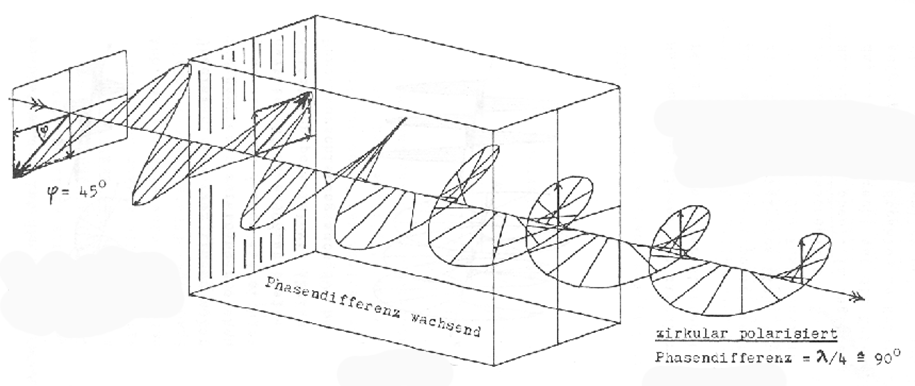 φ
φ = 45°
Phasendifferenz wachsend
zirkular polarisiert
Phasendifferenz = λ/4 ≙ 90°